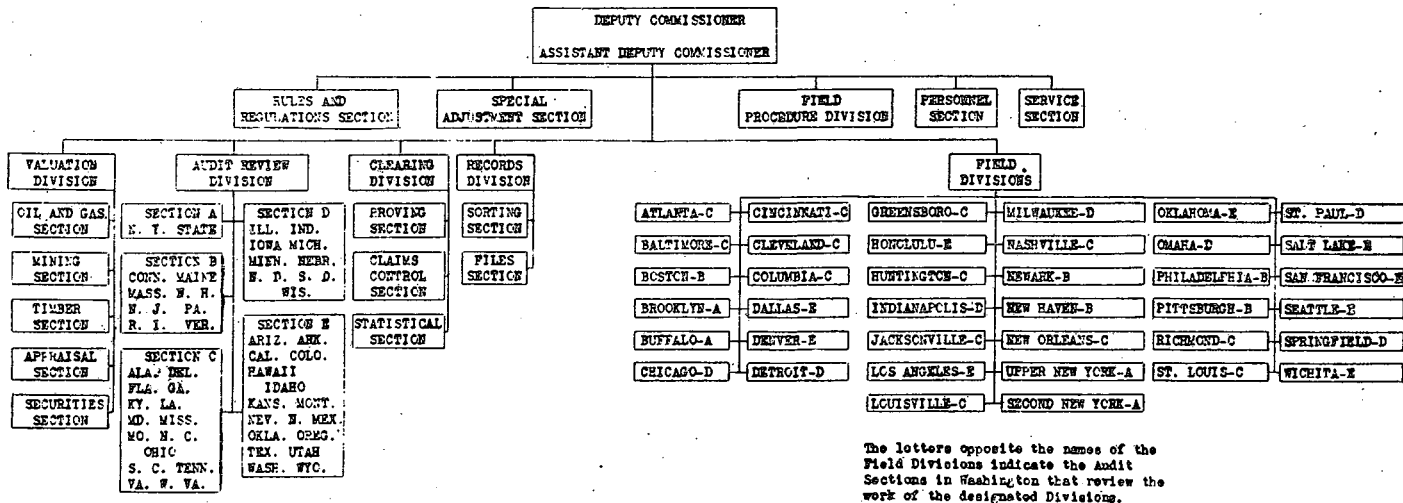 DEPUTY COMMISSIONER
ASSISTANT DEPUTY COMMISSIONER
RULES AND
REGULATIONS SECTION
SPECIAL
ADJUSTMENT SECTION
FIELD
PROCEDURE DIVISION
PERSONNEL
SECTION
SERVICE
SECTION
VALUATION
DIVISION
AUDIT REVIEW
DIVISION
CLEARING
DIVISION
RECORDS
DIVISION
FIELD
DIVISIONS
OIL AND GAS
SECTION
MINING
SECTION
TIMBER
SECTION
APPRAISAL
SECTION
SECURITIES
SECTION
SECTION A
N. Y. STATE
SECTION B
CONN. MAINE
MASS. N. H.
N. J. PA.
R. I. VER.
SECTION C
ALA. DEL.
FLA. GA.
KY. LA.
MD. MISS.
MO. N. C.
OHIO
S. C. TENN.
VA. W. VA.
SECTION D
ILL. IND.
IOWA MICH.
MINN. NEBR.
N. D. S. D.
WIS.
SECTION E
ARIZ. ARK.
CAL. COLO.
HAWAII
IDAHO
KANS. MONT.
NEV. N. MEX.
OKLA. OREG.
TEX. UTAH
WASH. WYO.
PROVING
SECTION
CLAIMS
CONTROL
SECTION
STATISTICAL
SECTION
SORTING
SECTION
FILES
SECTION
ATLANTA-C
BALTIMORE-C
BOSTON-B
BROOKLYN-A
BUFFALO-A
CHICAGO-D
CINCINNATI-C
CLEVELAND-C
COLUMBIA-C
DALLAS-E
DENVER-E
DETROIT-D
GREENSBORO-C
HONOLULU-E
HUNTINGTON-C
INDIANAPOLIS-D
JACKSONVILLE-C
LOS ANGELES-E
LOUISVILLE-C
MILWAUKEE-D
NASHVILLE-C
NEWARK-B
NEW HAVEN-B
NEW ORLEANS-C
UPPER NEW YORK-A
SECOND NEW YORK-A
OKLAHOMA-E
OMAHA-D
PHILADELPHIA-B
PITTSBURGH-B
RICHMOND-C
ST. LOUIS-C
ST. PAUL-D
SALT LAKE-E
SAN FRANCISCO-E
SEATTLE-E
SPRINGFIELD-D
WICHITA-E
The letters opposite the names of the
Field Divisions indicate the Audit
Sections in Washington that review the
work of the designated Divisions.